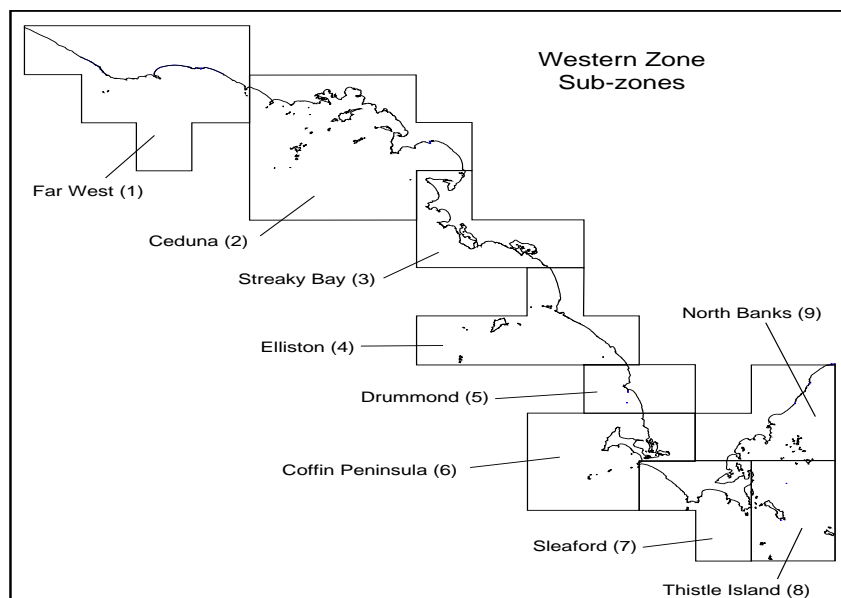 Western Zone
Sub-zones
Far West (1)
Ceduna (2)
Streaky Bay (3)
North Banks (9)
Elliston (4)
Drummond (5)
Coffin Peninsula (6)
Sleaford (7)
Thistle Island (8)